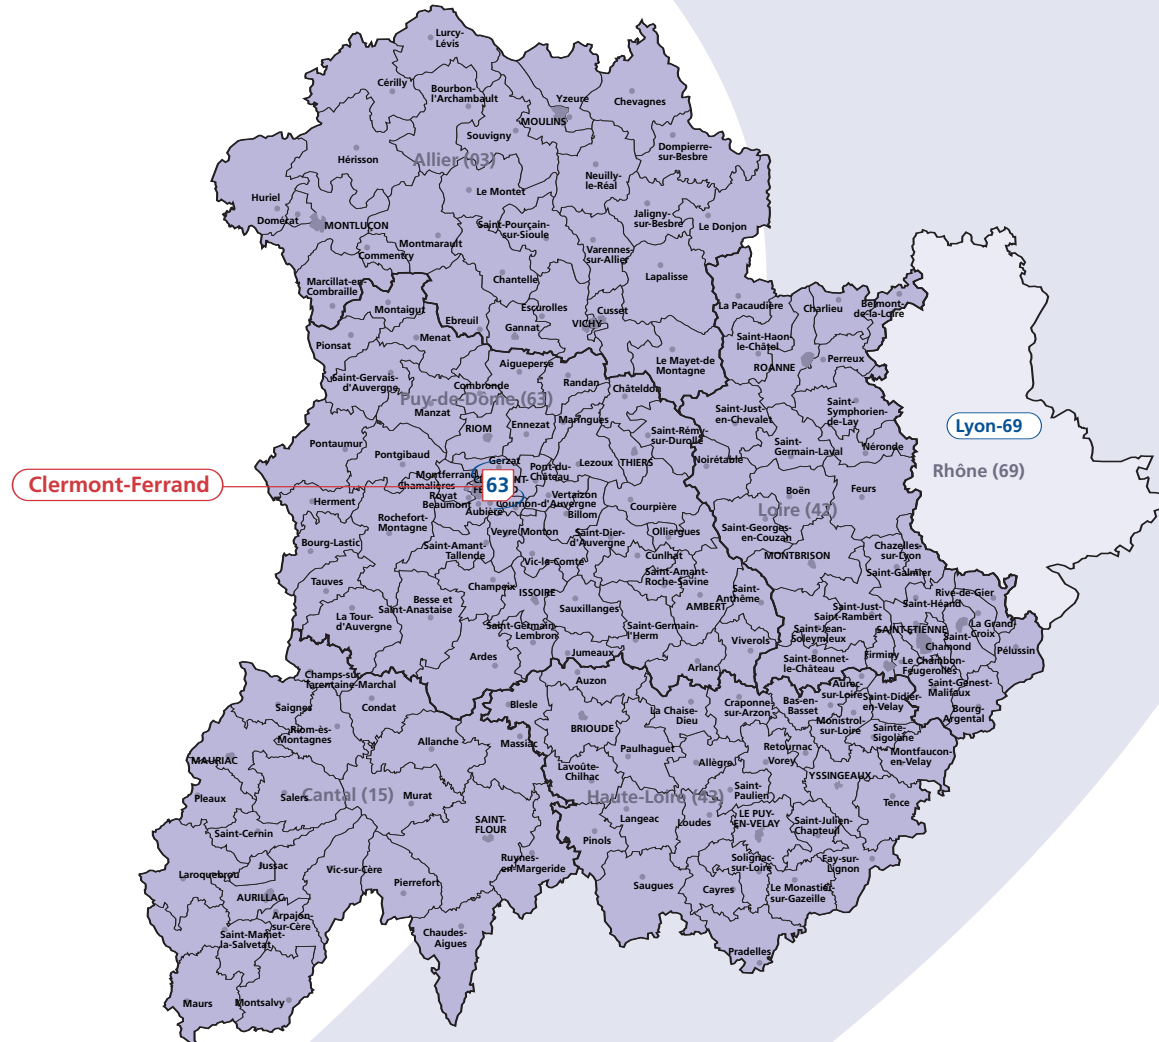 Lurcy-
Lévis
Cérilly
Bourbon-
l'Archambault
Yzeure
Chevagnes
MOULINS
Souvigny
Dompierre-
sur-Besbre
Hérisson
Allier (03)
Neuilly-
le-Réal
Le Montet
Huriel
Domérat
MONTLUÇON
Jaligny-
sur-Besbre
Le Donjon
Saint-Pourçain-
sur-Sioule
Montmarault
Commentry
Varennes-
sur-Allier
Lapalisse
Marcillat-en-
Combraille
Chantelle
Montaigut
Escurolles
Cusset
Ebreuil
Gannat
VICHY
La Pacaudière
Charlieu
Belmont-
de-la-Loire
Pionsat
Menat
Saint-Haon
le-Châtel
Perreux
ROANNE
Le Mayet-de
Montagne
Aigueperse
Saint-Gervais-
d'Auvergne
Combronde
Randan
Châteldon
Puy-de-Dôme (63)
Manzat
Saint-Just-
en-Chevalet
Saint-
Symphorien-
de-Lay
Maringues
Ennezat
RIOM
Saint-Rémy-
sur-Durolle
Lyon-69
Pontaumur
Pontgibaud
Saint-
Germain-Laval
Néronde
Gerzat
Lezoux
THIERS
Noirétable
Rhône (69)
Pont-du-
Château
Montferrand
Clermont-Ferrand
63
Chamalières
Royat
Beaumont
Aubière
Cournon-d'Auvergne
Vertaizon
Billom
Boën
Feurs
Herment
Courpière
Loire (42)
Rochefort-
Montagne
Saint-Georges-
en-Couzan
Bourg-Lastic
Veyre Monton
Saint-Dier-
d'Auvergne
Olliergues
Saint-Amant-
Tallende
Vic-le-Comte
Cunlhat
MONTBRISON
Chazelles-
sur-Lyon
Saint-Galmier
Tauves
Champeix
ISSOIRE
Saint-Amant-
Roche-Savine
Saint-
Anthême
Rive-de-Gier
Besse et
Saint-Anastaise
Sauxillanges
AMBERT
Saint-Héand
Saint-Just-
Saint-Rambert
La Tour-
d'Auvergne
Saint-Germain-
Lembron
Saint-Germain-
l'Herm
Viverols
Saint-Jean-
Soleymieux
SAINT-ETIENNE
La Grand-
Croix
Saint-
Chamond
Pélussin
Ardes
Jumeaux
Arlanc
Saint-Bonnet-
le-Château
Firminy
Le Chambon-
Feugerolles
Champs-sur-
Tarentaine-Marchal
Auzon
Aurec-
sur-Loire
Saint-Genest-
Malifaux
Saignes
Condat
Blesle
La Chaise-
Dieu
Craponne-
sur-Arzon
Bas-en-
Basset
Saint-Didier-
en-Velay
Bourg-
Argental
Riom-ès-
Montagnes
BRIOUDE
Monistrol-
sur-Loire
Sainte-
Sigolène
Allanche
Massiac
Paulhaguet
Retournac
Montfaucon-
en-Velay
MAURIAC
Lavoûte-
Chilhac
Allègre
Vorey
YSSINGEAUX
Pleaux
Salers
Cantal (15)
Murat
Haute-Loire (43)
Saint-
Paulien
Tence
Saint-Cernin
SAINT-
FLOUR
Langeac
Loudes
LE PUY-
EN-VELAY
Saint-Julien-
Chapteuil
Pinols
Jussac
Vic-sur-Cère
Ruynes-
en-Margeride
Solignac-
sur-Loire
Fay-sur-
Lignon
Laroquebrou
Pierrefort
Saugues
Cayres
Le Monastier-
sur-Gazeille
AURILLAC
Arpajon-
sur-Cère
Saint-Mamet-
la-Salvetat
Chaudes-
Aigues
Pradelles
Maurs
Montsalvy